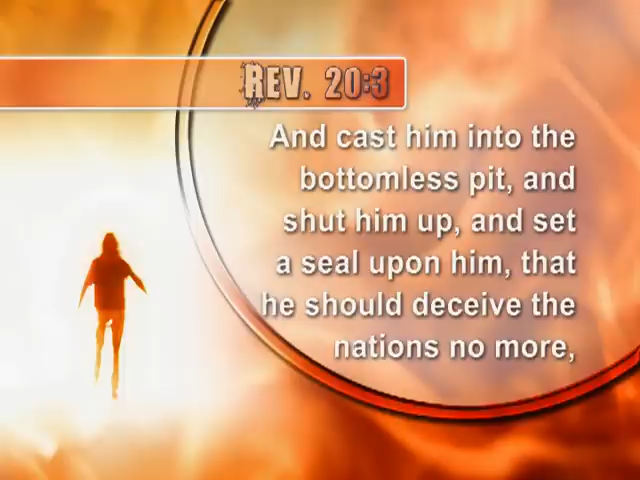 REV. 20:3
And cast him into the
bottomless pit, and
shut him up, and set
a seal upon him, that
he should deceive the
nations no more,